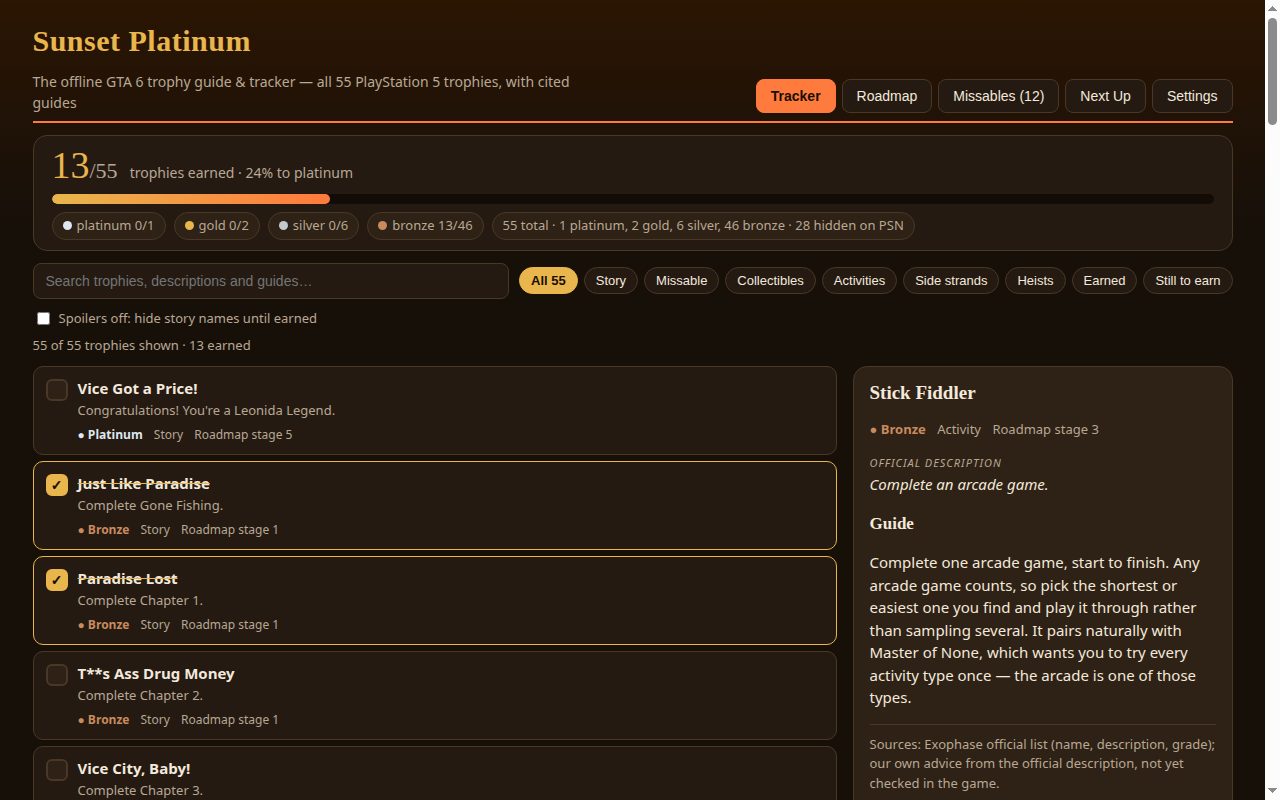 Sunset Platinum
The offline GTA 6 trophy guide & tracker — all 55 PlayStation 5 trophies, with cited
guides
Tracker
Roadmap
Missables (12)
Next Up
Settings
13/55 trophies earned · 24% to platinum
platinum 0/1
gold 0/2
silver 0/6
bronze 13/46
55 total · 1 platinum, 2 gold, 6 silver, 46 bronze · 28 hidden on PSN
Search trophies, descriptions and guides…
All 55
Story
Missable
Collectibles
Activities
Side strands
Heists
Earned
Still to earn
Spoilers off: hide story names until earned
55 of 55 trophies shown · 13 earned
Vice Got a Price!
Congratulations! You're a Leonida Legend.
● Platinum Story Roadmap stage 5
Just Like Paradise
Complete Gone Fishing.
● Bronze Story Roadmap stage 1
Paradise Lost
Complete Chapter 1.
● Bronze Story Roadmap stage 1
T**s Ass Drug Money
Complete Chapter 2.
● Bronze Story Roadmap stage 1
Vice City, Baby!
Complete Chapter 3.
Stick Fiddler
● Bronze Activity Roadmap stage 3
OFFICIAL DESCRIPTION
Complete an arcade game.
Guide
Complete one arcade game, start to finish. Any
arcade game counts, so pick the shortest or
easiest one you find and play it through rather
than sampling several. It pairs naturally with
Master of None, which wants you to try every
activity type once — the arcade is one of those
types.
Sources: Exophase official list (name, description, grade);
our own advice from the official description, not yet
checked in the game.